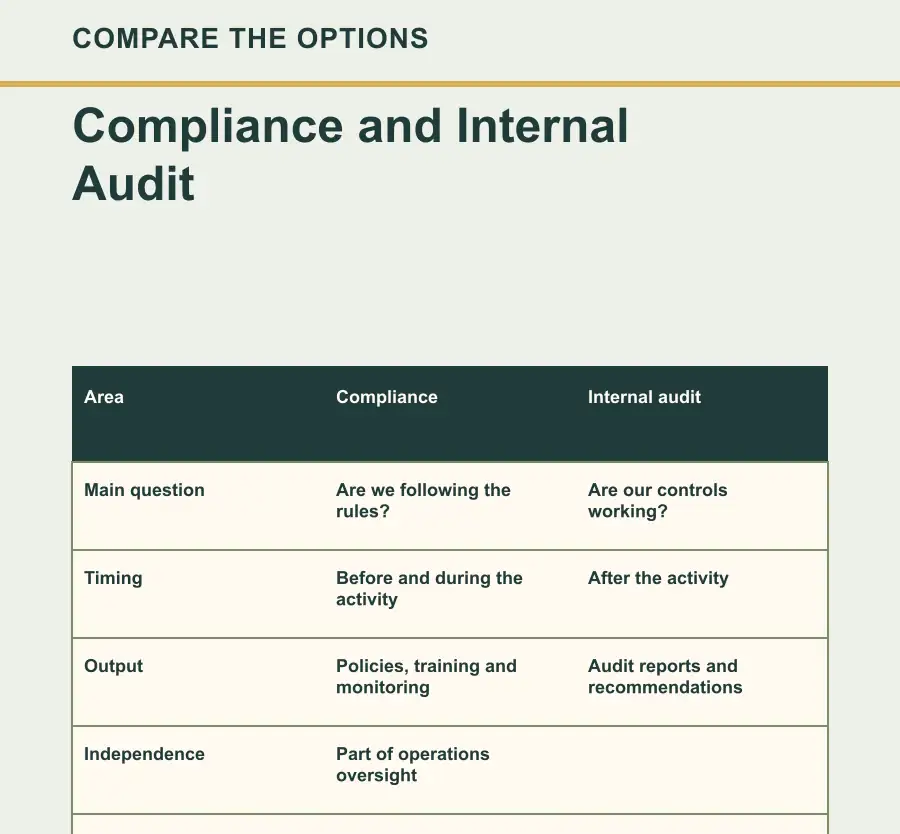 COMPARE THE OPTIONS
Compliance and Internal
Audit
Area Compliance Internal audit
Main question Are we following the Are our controls
rules? working?
Timing Before and during the After the activity
activity
Output Policies, training and Audit reports and
monitoring recommendations
Independence Part of operations
oversight